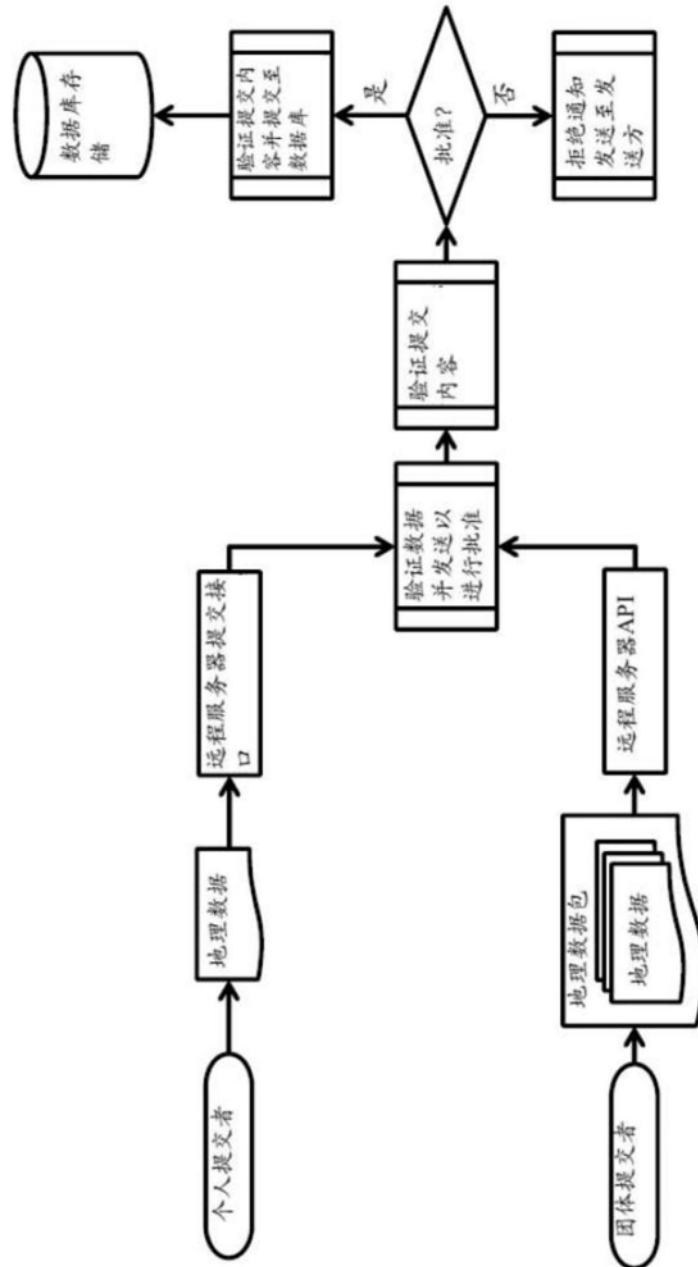 个人提交者
地理数据
远程服务器提交接
口
团体提交者
地理数据包
地理数据
远程服务器API
验证数据
并发送以
进行批准
验证提交
内容
批准?
是
否
验证提交内
容并提交至
数据库
数据库存
储
拒绝通知
发送至发
送方